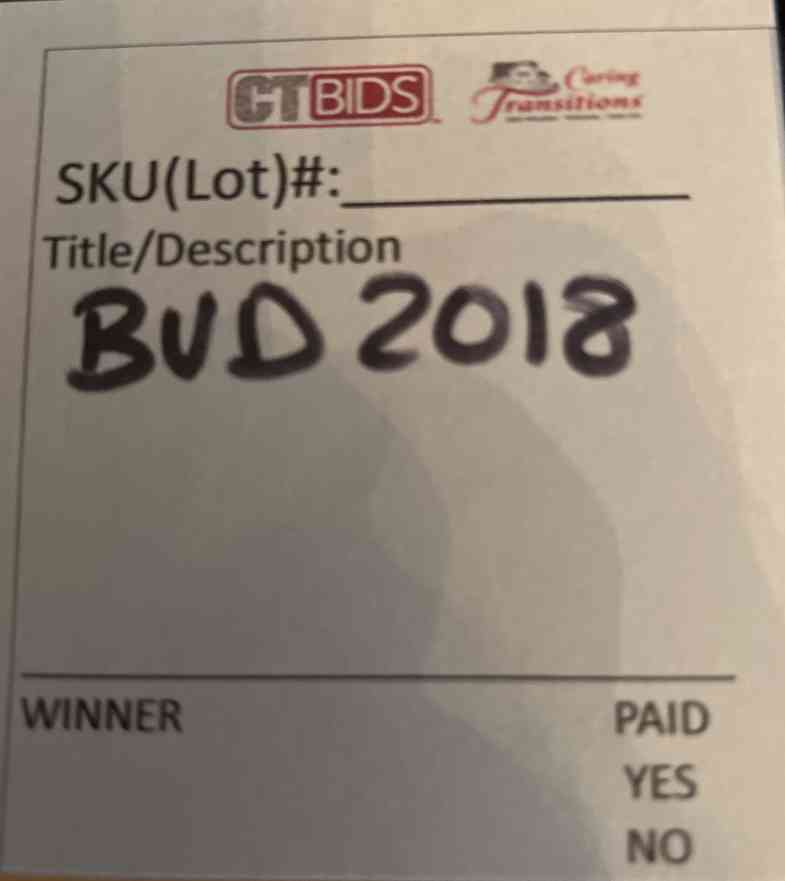 CTBIDS Caring Transitions
SKU(Lot)#:
Title/Description
BUD 2018
WINNER PAID
YES
NO